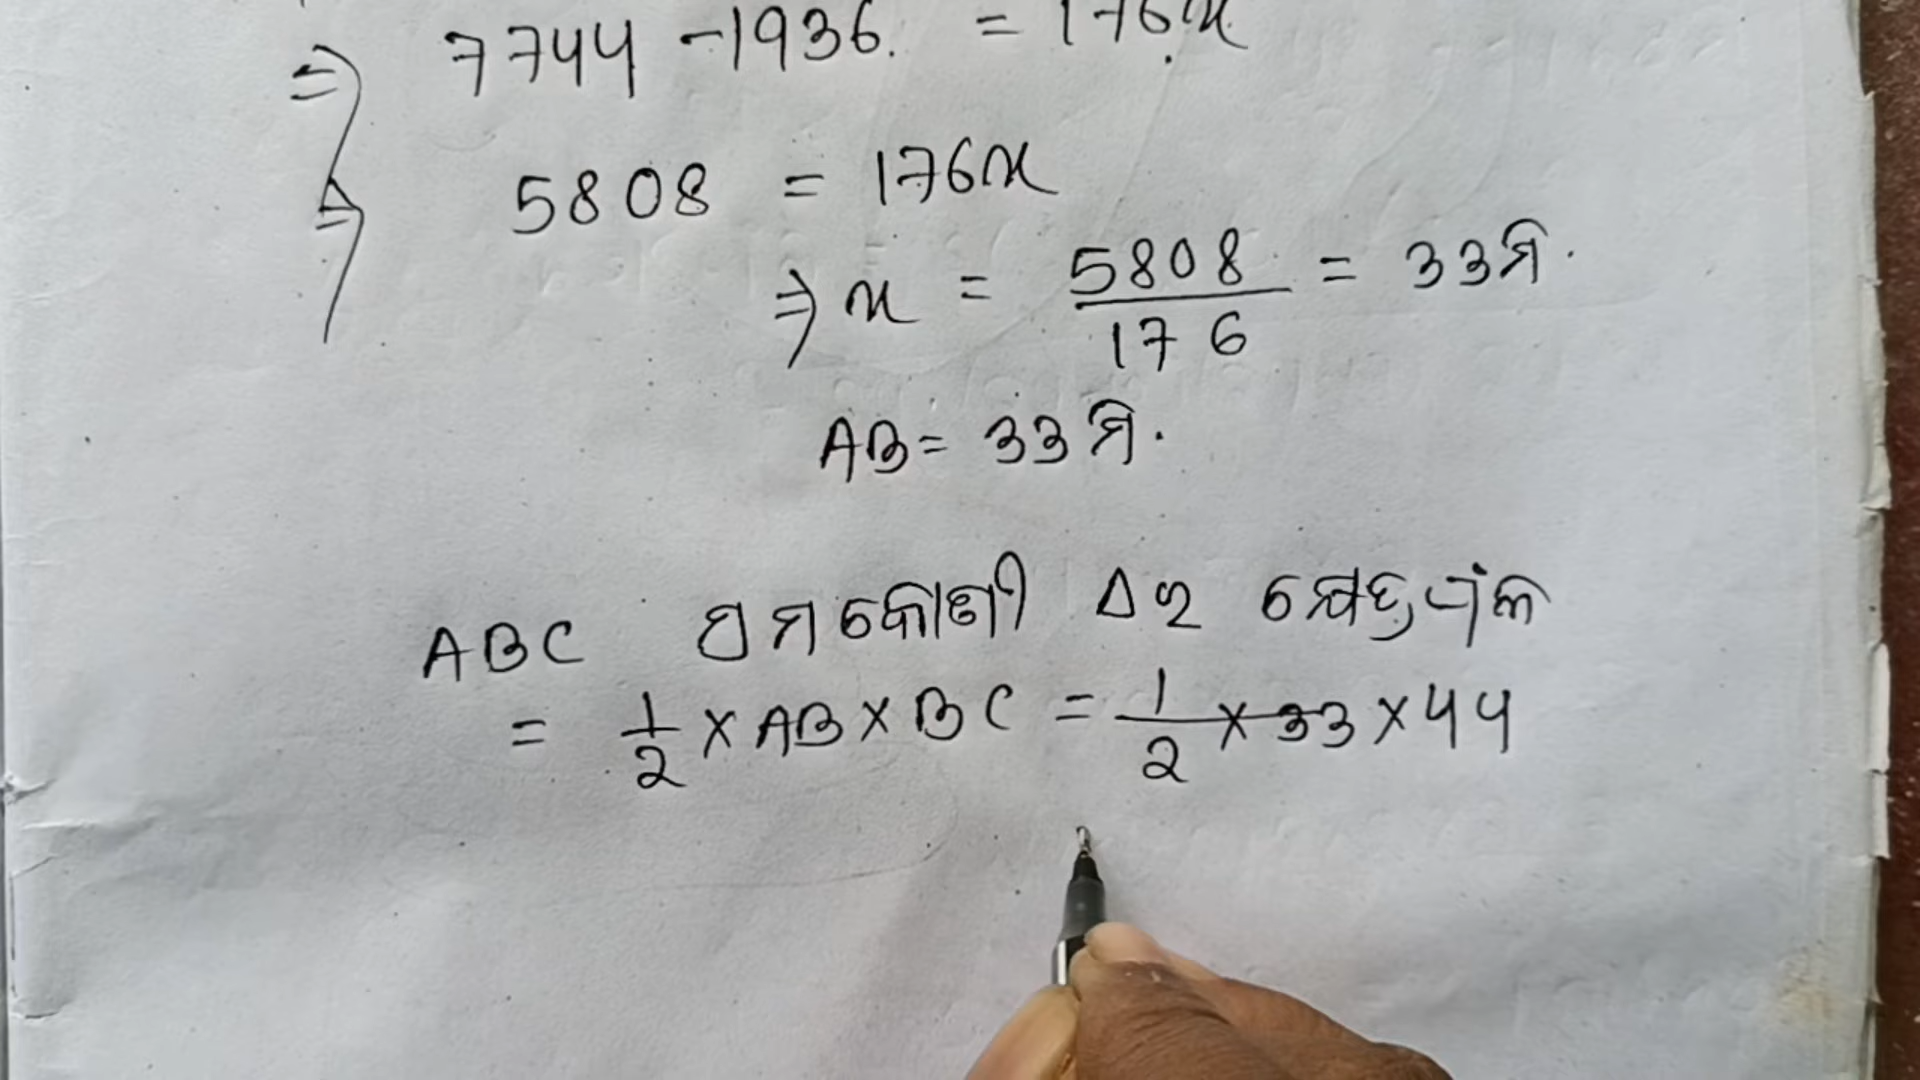 ⇒ 7744 - 1936 = 176x
⇒ 5808 = 176x
⇒ x = 5808/176 = 33ମି.
AB = 33ମି.
ABC ସମକୋଣୀ Δର କ୍ଷେତ୍ରଫଳ
= 1/2 × AB × BC = 1/2 × 33 × 44